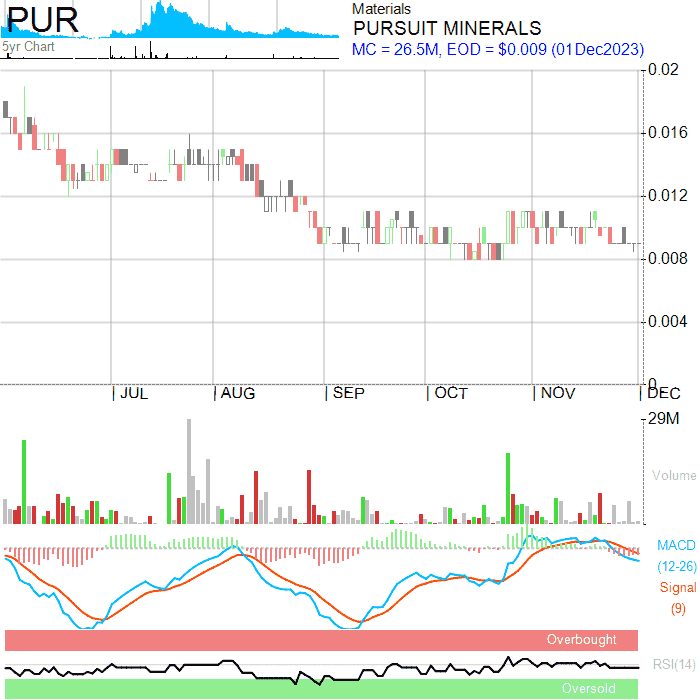 PUR
5yr Chart
Materials
PURSUIT MINERALS
MC = 26.5M, EOD = $0.009 (01Dec2023)
0.02
0.016
0.012
0.008
0.004
0
JUL AUG SEP OCT NOV DEC
29M
Volume
MACD
(12-26)
Signal
(9)
Overbought
RSI(14)
Oversold